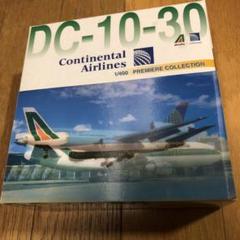 DC-10-30
Continental
Airlines
1/400 PREMIERE COLLECTION